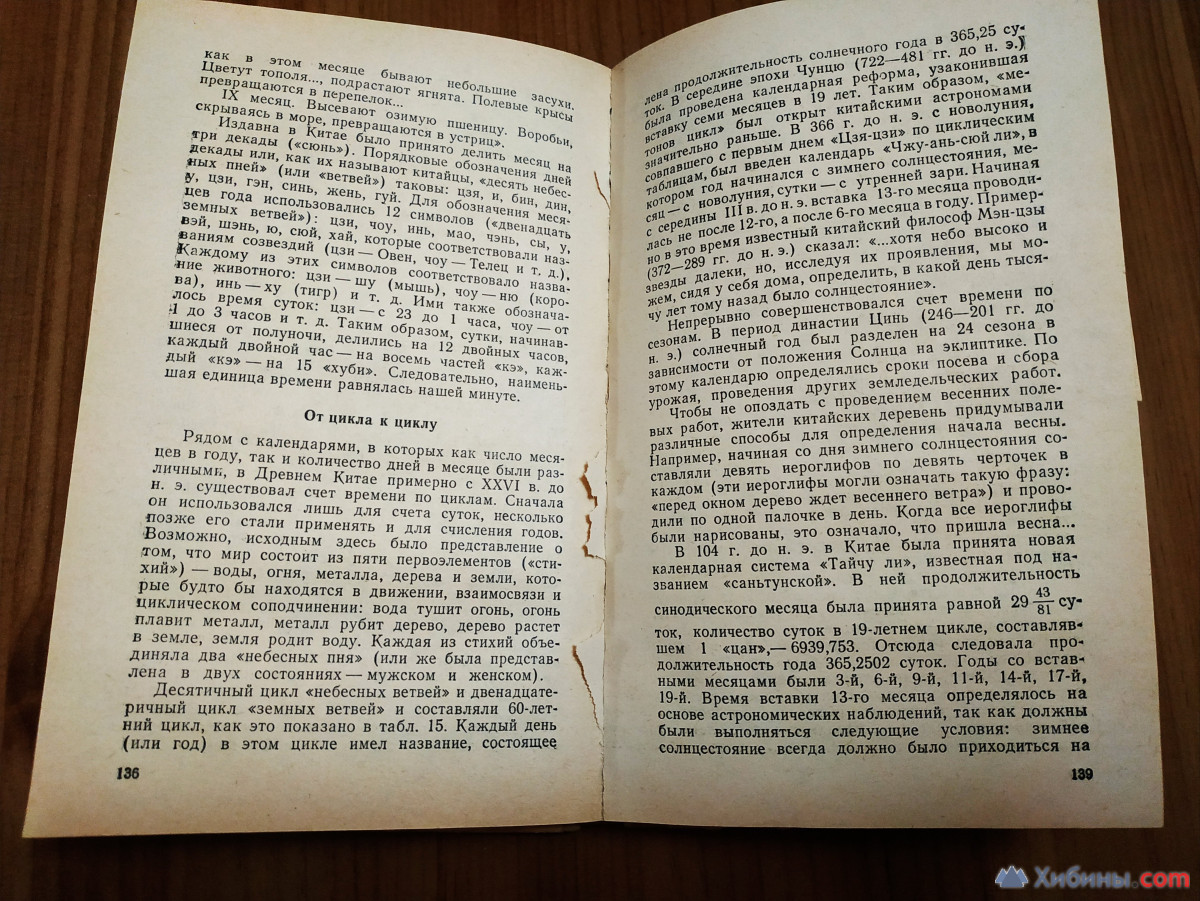 как в этом месяце бывают небольшие засухи.
Цветут тополя..., подрастают ягнята. Полевые крысы
превращаются в перепелок...
IX месяц. Высевают озимую пшеницу. Воробьи,
скрываясь в море, превращаются в устриц».
Издавна в Китае было принято делить месяц на
три декады («сюнь»). Порядковые обозначения дней
декады или, как их называют китайцы, «десять небес-
ных пней» (или «ветвей») таковы: цзя, и, бин, дин,
у, цзи, гэн, синь, жень, гуй. Для обозначения меся-
цев года использовались 12 символов («двенадцать
земных ветвей»): цзи, чоу, инь, мао, чэнь, сы, у,
вэй, шэнь, ю, сюй, хай, которые соответствовали наз-
ваниям созвездий (цзи — Овен, чоу — Телец и т. д.).
Каждому из этих символов соответствовало назва-
ние животного: цзи — шу (мышь), чоу — ню (коро-
ва), инь — ху (тигр) и т. д. Ими также обознача-
лось время суток: цзи — с 23 до 1 часа, чоу — от
1 до 3 часов и т. д. Таким образом, сутки, начинав-
шиеся от полуночи, делились на 12 двойных часов,
каждый двойной час — на восемь частей «кэ», каж-
дый «кэ» — на 15 «хуби». Следовательно, наимень-
шая единица времени равнялась нашей минуте.
От цикла к циклу
Рядом с календарями, в которых как число меся-
цев в году, так и количество дней в месяце были раз-
личными, в Древнем Китае примерно с XXVI в. до
н. э. существовал счет времени по циклам. Сначала
он использовался лишь для счета суток, несколько
позже его стали применять и для счисления годов.
Возможно, исходным здесь было представление о
том, что мир состоит из пяти первоэлементов («сти-
хий») — воды, огня, металла, дерева и земли, кото-
рые будто бы находятся в движении, взаимосвязи и
циклическом соподчинении: вода тушит огонь, огонь
плавит металл, металл рубит дерево, дерево растет
в земле, земля родит воду. Каждая из стихий объе-
диняла два «небесных пня» (или же была представ-
лена в двух состояниях — мужском и женском).
Десятичный цикл «небесных ветвей» и двенадцате-
ричный цикл «земных ветвей» и составляли 60-лет-
ний цикл, как это показано в табл. 15. Каждый день
(или год) в этом цикле имел название, состоящее
136
лена продолжительность солнечного года в 365,25 су-
ток. В середине эпохи Чунцю (722—481 гг. до н. э.)
была проведена календарная реформа, узаконившая
вставку семи месяцев в 19 лет. Таким образом, «ме-
тонов цикл» был открыт китайскими астрономами
значительно раньше. В 366 г. до н. э. с новолуния,
совпавшего с первым днем «Цзя-цзи» по циклическим
таблицам, был введен календарь «Чжу-ань-сюй ли», в
котором год начинался с зимнего солнцестояния, ме-
сяц — с новолуния, сутки — с утренней зари. Начиная
с середины III в. до н. э. вставка 13-го месяца проводи-
лась не после 12-го, а после 6-го месяца в году. Пример-
но в это время известный китайский философ Мэн-цзы
(372—289 гг. до н. э.) сказал: «...хотя небо высоко и
звезды далеки, но, исследуя их проявления, мы мо-
жем, сидя у себя дома, определить, в какой день тыся-
чу лет тому назад было солнцестояние».
Непрерывно совершенствовался счет времени по
сезонам. В период династии Цинь (246—201 гг. до
н. э.) солнечный год был разделен на 24 сезона в
зависимости от положения Солнца на эклиптике. По
этому календарю определялись сроки посева и сбора
урожая, проведения других земледельческих работ.
Чтобы не опоздать с проведением весенних поле-
вых работ, жители китайских деревень придумывали
различные способы для определения начала весны.
Например, начиная со дня зимнего солнцестояния со-
ставляли девять иероглифов по девять черточек в
каждом (эти иероглифы могли означать такую фразу:
«перед окном дерево ждет весеннего ветра») и прово-
дили по одной палочке в день. Когда все иероглифы
были нарисованы, это означало, что пришла весна...
В 104 г. до н. э. в Китае была принята новая
календарная система «Тайчу ли», известная под на-
званием «саньтунской». В ней продолжительность
синодического месяца была принята равной 29 43/81 су-
ток, количество суток в 19-летнем цикле, составляв-
шем 1 «цан»,— 6939,753. Отсюда следовала про-
должительность года 365,2502 суток. Годы со встав-
ными месяцами были 3-й, 6-й, 9-й, 11-й, 14-й, 17-й,
19-й. Время вставки 13-го месяца определялось на
основе астрономических наблюдений, так как должны
были выполняться следующие условия: зимнее
солнцестояние всегда должно было приходиться на
139
Хибины.com